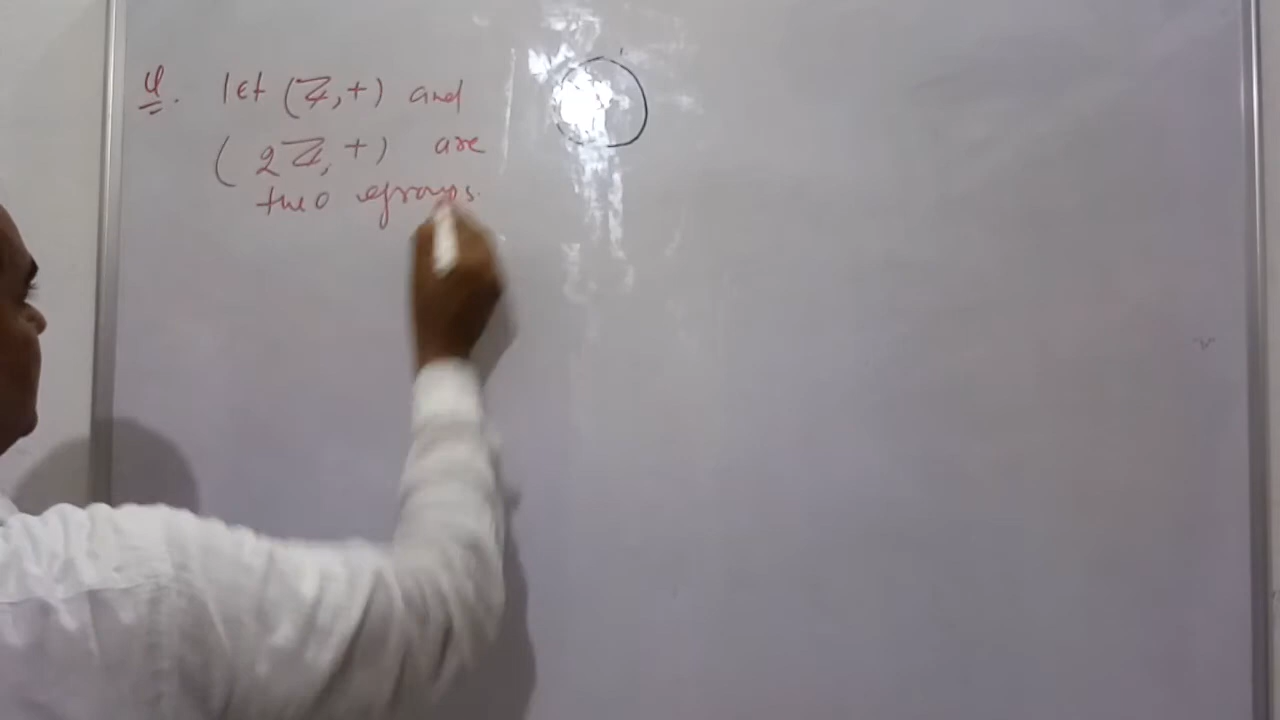 Q. let (ℤ,+) and
(2ℤ,+) are
two groups.